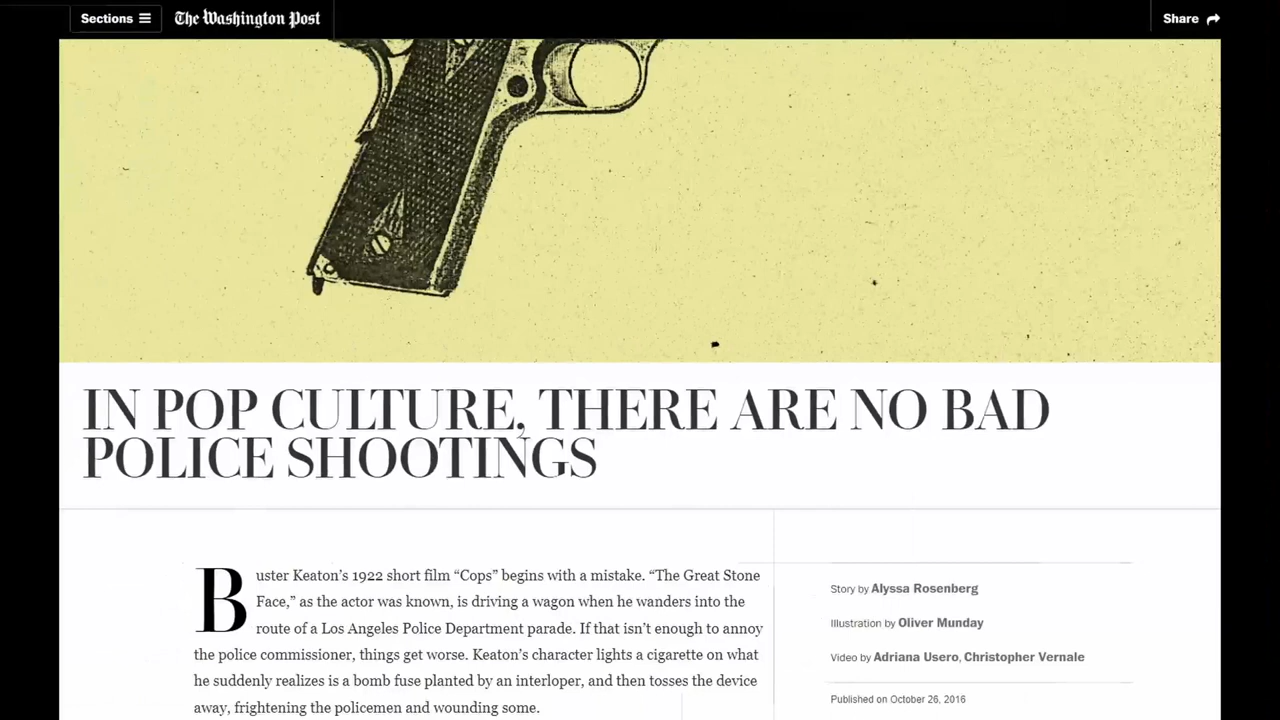 Sections
The Washington Post
Share
IN POP CULTURE, THERE ARE NO BAD
POLICE SHOOTINGS
Buster Keaton’s 1922 short film “Cops” begins with a mistake. “The Great Stone
Face,” as the actor was known, is driving a wagon when he wanders into the
route of a Los Angeles Police Department parade. If that isn’t enough to annoy
the police commissioner, things get worse. Keaton’s character lights a cigarette on what
he suddenly realizes is a bomb fuse planted by an interloper, and then tosses the device
away, frightening the policemen and wounding some.
Story by Alyssa Rosenberg
Illustration by Oliver Munday
Video by Adriana Usero, Christopher Vernale
Published on October 26, 2016